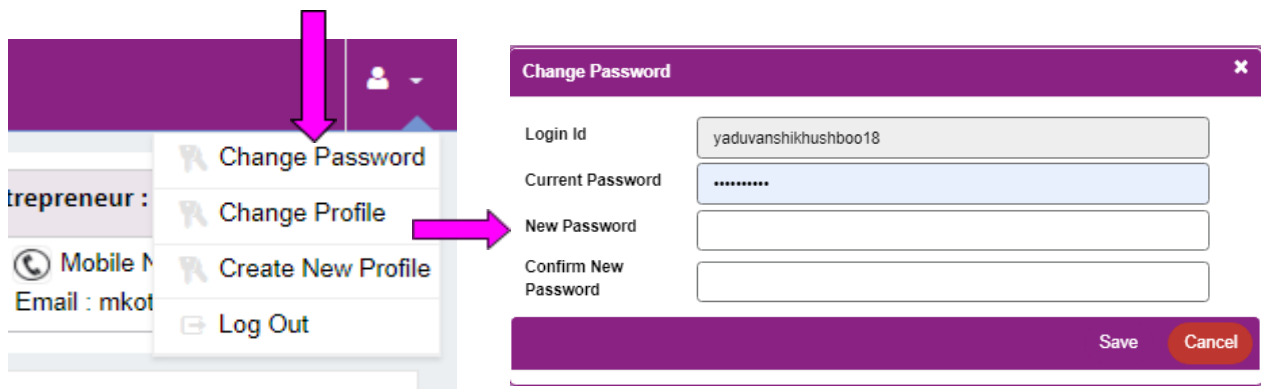 Change Password
trepreneur :
Change Profile
Mobile N
Create New Profile
Email : mkot
Log Out
Change Password
Login Id
yaduvanshikhushboo18
Current Password
••••••••••
New Password
Confirm New
Password
Save
Cancel